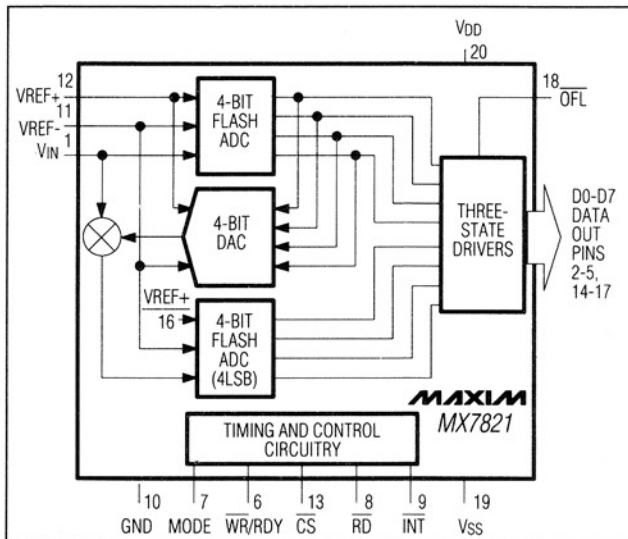 VDD
20
12
VREF+
11
VREF-
VIN
1
18
OFL
4-BIT
FLASH
ADC
4-BIT
DAC
THREE-
STATE
DRIVERS
D0-D7
DATA
OUT
PINS
2-5,
14-17
VREF+
16
4-BIT
FLASH
ADC
(4LSB)
MAXIM
MX7821
TIMING AND CONTROL
CIRCUITRY
10
7
6
13
8
9
19
GND
MODE
WR/RDY
CS
RD
INT
VSS